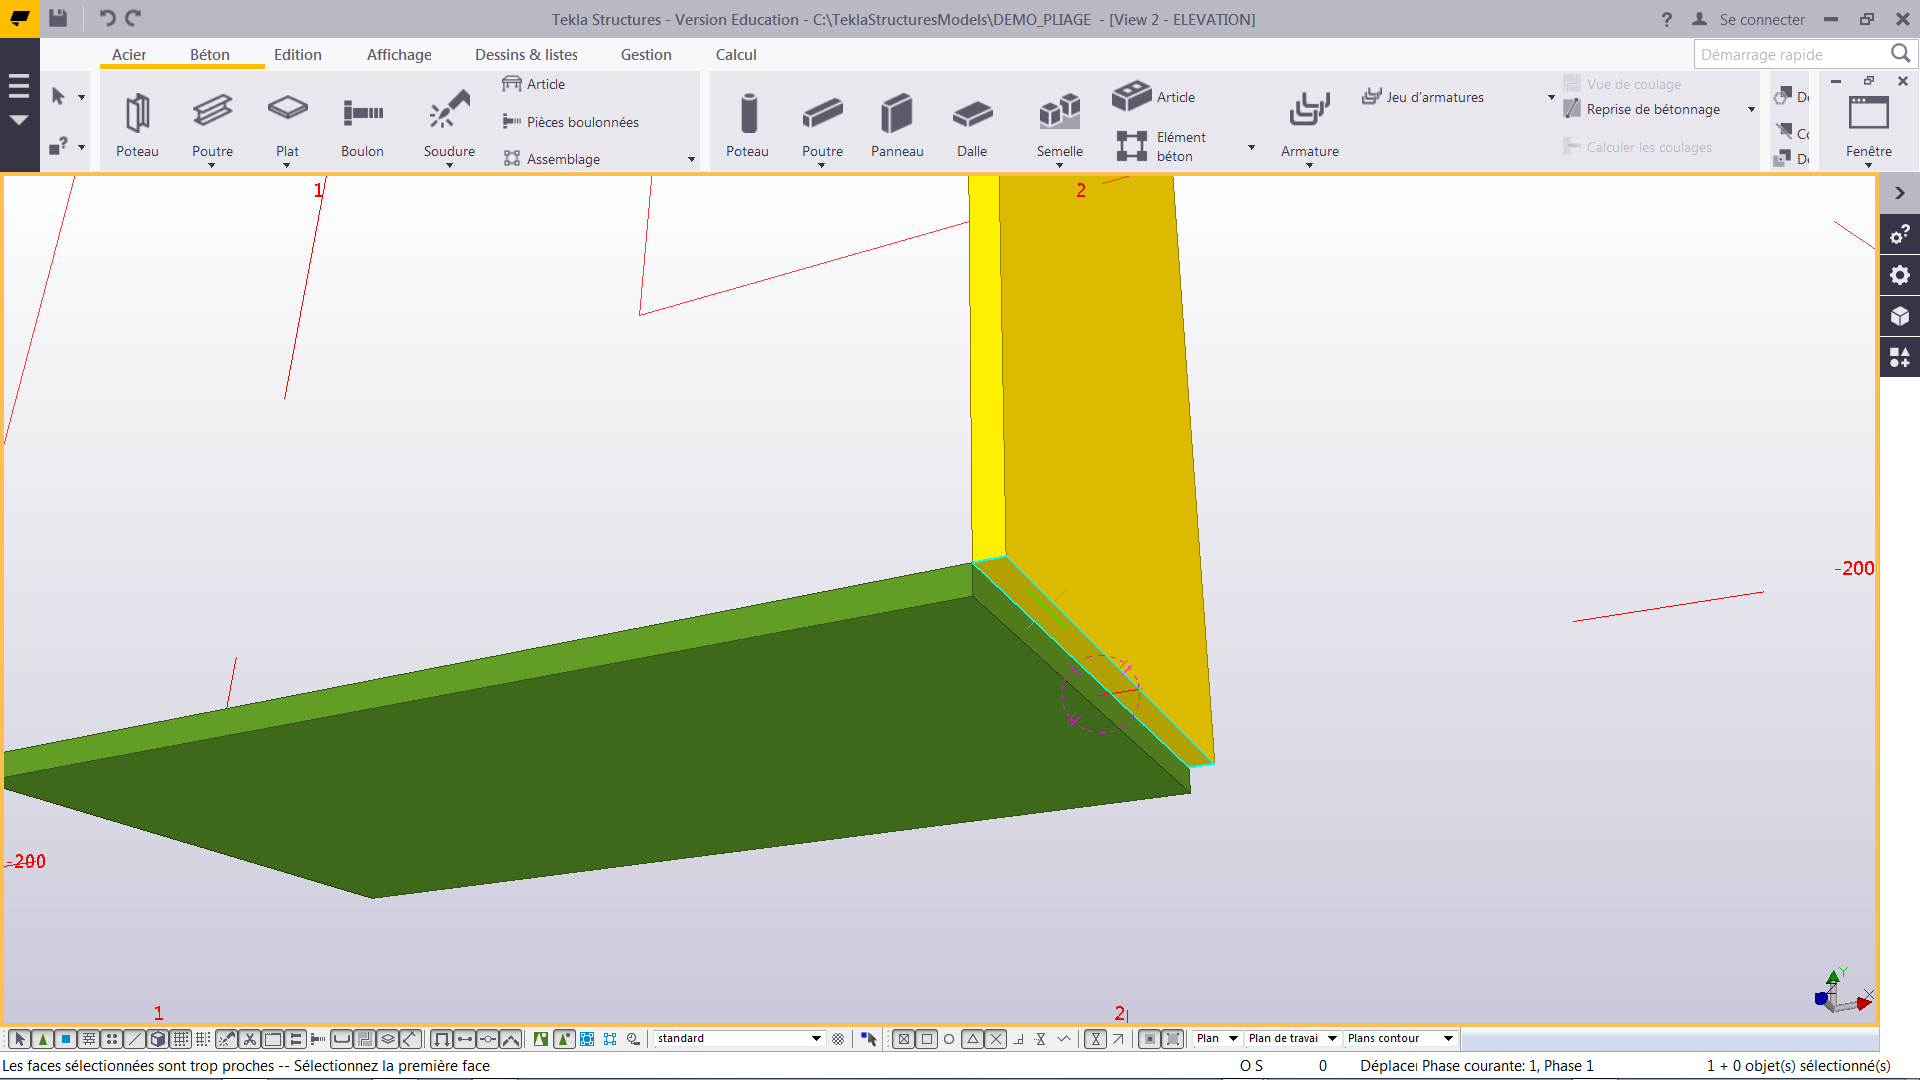 Tekla Structures - Version Education - C:\TeklaStructuresModels\DEMO_PLIAGE - [View 2 - ELEVATION]
? Se connecter
Acier Béton Edition Affichage Dessins & listes Gestion Calcul
Démarrage rapide
Poteau Poutre Plat Boulon Soudure
Article
Pièces boulonnées
Assemblage
Poteau Poutre Panneau Dalle Semelle
Article
Elément
béton
Armature
Jeu d'armatures
Vue de coulage
Reprise de bétonnage
Calculer les coulages
Fenêtre
1 2
-200
-200
1 2
Y
X
standard Plan Plan de travai Plans contour
Les faces sélectionnées sont trop proches -- Sélectionnez la première face O S 0 Déplacer Phase courante: 1, Phase 1 1 + 0 objet(s) sélectionné(s)